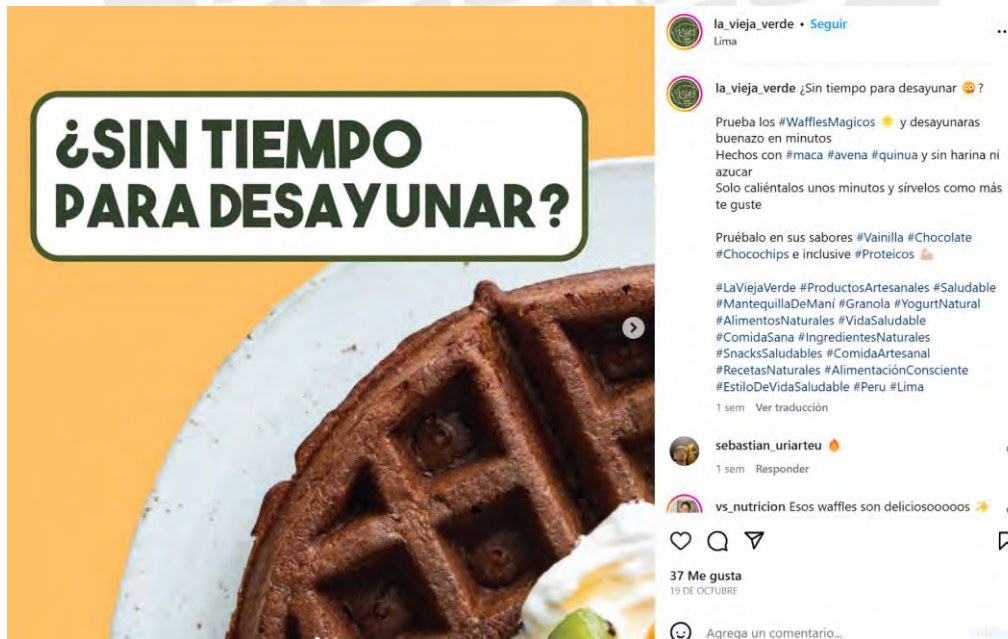 ¿SIN TIEMPO
PARA DESAYUNAR?
la_vieja_verde • Seguir
Lima
la_vieja_verde ¿Sin tiempo para desayunar ?
Prueba los #WafflesMagicos y desayunaras
buenazo en minutos
Hechos con #maca #avena #quinua y sin harina ni
azucar
Solo caliéntalos unos minutos y sírvelos como más
te guste
Pruébalo en sus sabores #Vainilla #Chocolate
#Chocochips e inclusive #Proteicos
#LaViejaVerde #ProductosArtesanales #Saludable
#MantequillaDeManí #Granola #YogurtNatural
#AlimentosNaturales #VidaSaludable
#ComidaSana #IngredientesNaturales
#SnacksSaludables #ComidaArtesanal
#RecetasNaturales #AlimentaciónConsciente
#EstiloDeVidaSaludable #Peru #Lima
1 sem Ver traducción
sebastian_uriarteu
1 sem Responder
vs_nutricion Esos waffles son deliciosooooos
37 Me gusta
19 DE OCTUBRE
Agrega un comentario...